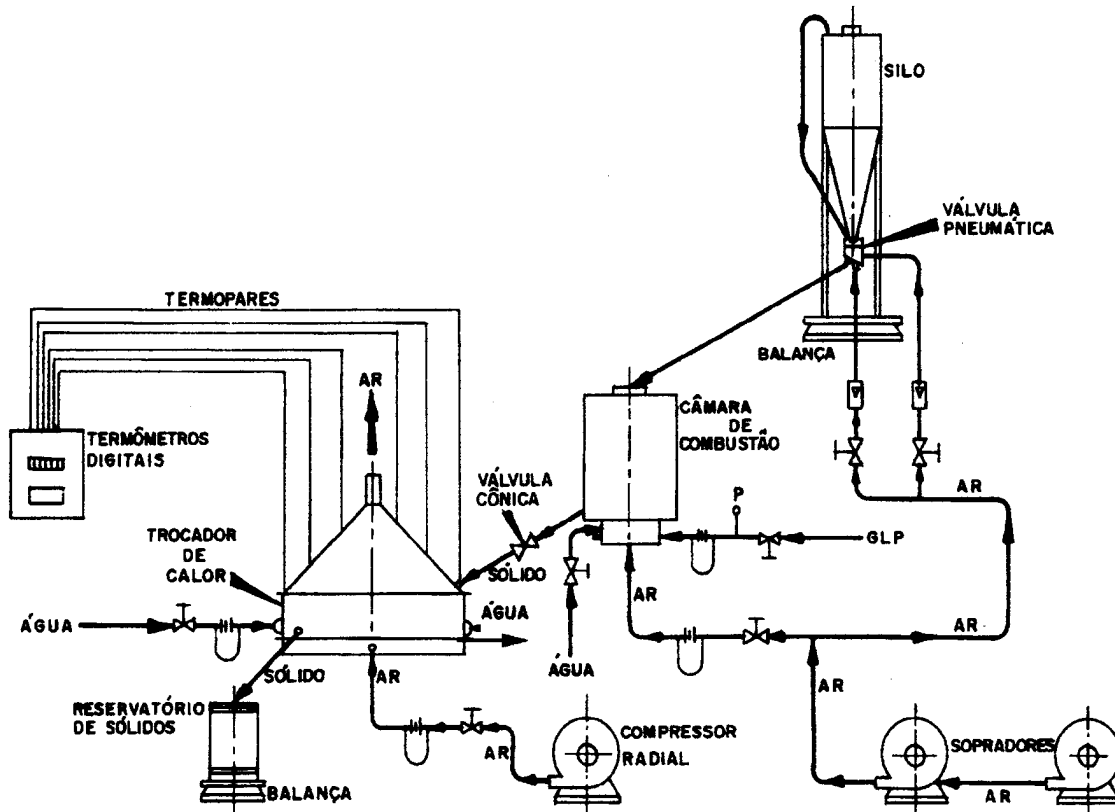 SILO
VÁLVULA
PNEUMÁTICA
TERMOPARES
BALANÇA
AR
CÂMARA
DE
COMBUSTÃO
TERMÔMETROS
DIGITAIS
VÁLVULA
CÔNICA
AR
P
TROCADOR
DE
CALOR
GLP
SÓLIDO
AR
ÁGUA
ÁGUA
AR
SÓLIDO
AR
ÁGUA
AR
RESERVATÓRIO
DE SÓLIDOS
COMPRESSOR
RADIAL
SOPRADORES
AR
AR
BALANÇA